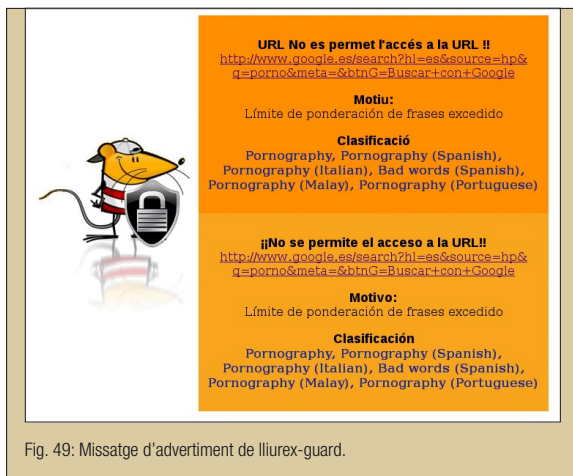 URL No es permet l'accés a la URL !!
http://www.google.es/search?hl=es&source=hp&
q=porno&meta=&btnG=Buscar+con+Google
Motiu:
Límite de ponderación de frases excedido
Clasificació
Pornography, Pornography (Spanish),
Pornography (Italian), Bad words (Spanish),
Pornography (Malay), Pornography (Portuguese)
¡¡No se permite el acceso a la URL!!
http://www.google.es/search?hl=es&source=hp&
q=porno&meta=&btnG=Buscar+con+Google
Motivo:
Límite de ponderación de frases excedido
Clasificación
Pornography, Pornography (Spanish),
Pornography (Italian), Bad words (Spanish),
Pornography (Malay), Pornography (Portuguese)
Fig. 49: Missatge d'advertiment de lliurex-guard.